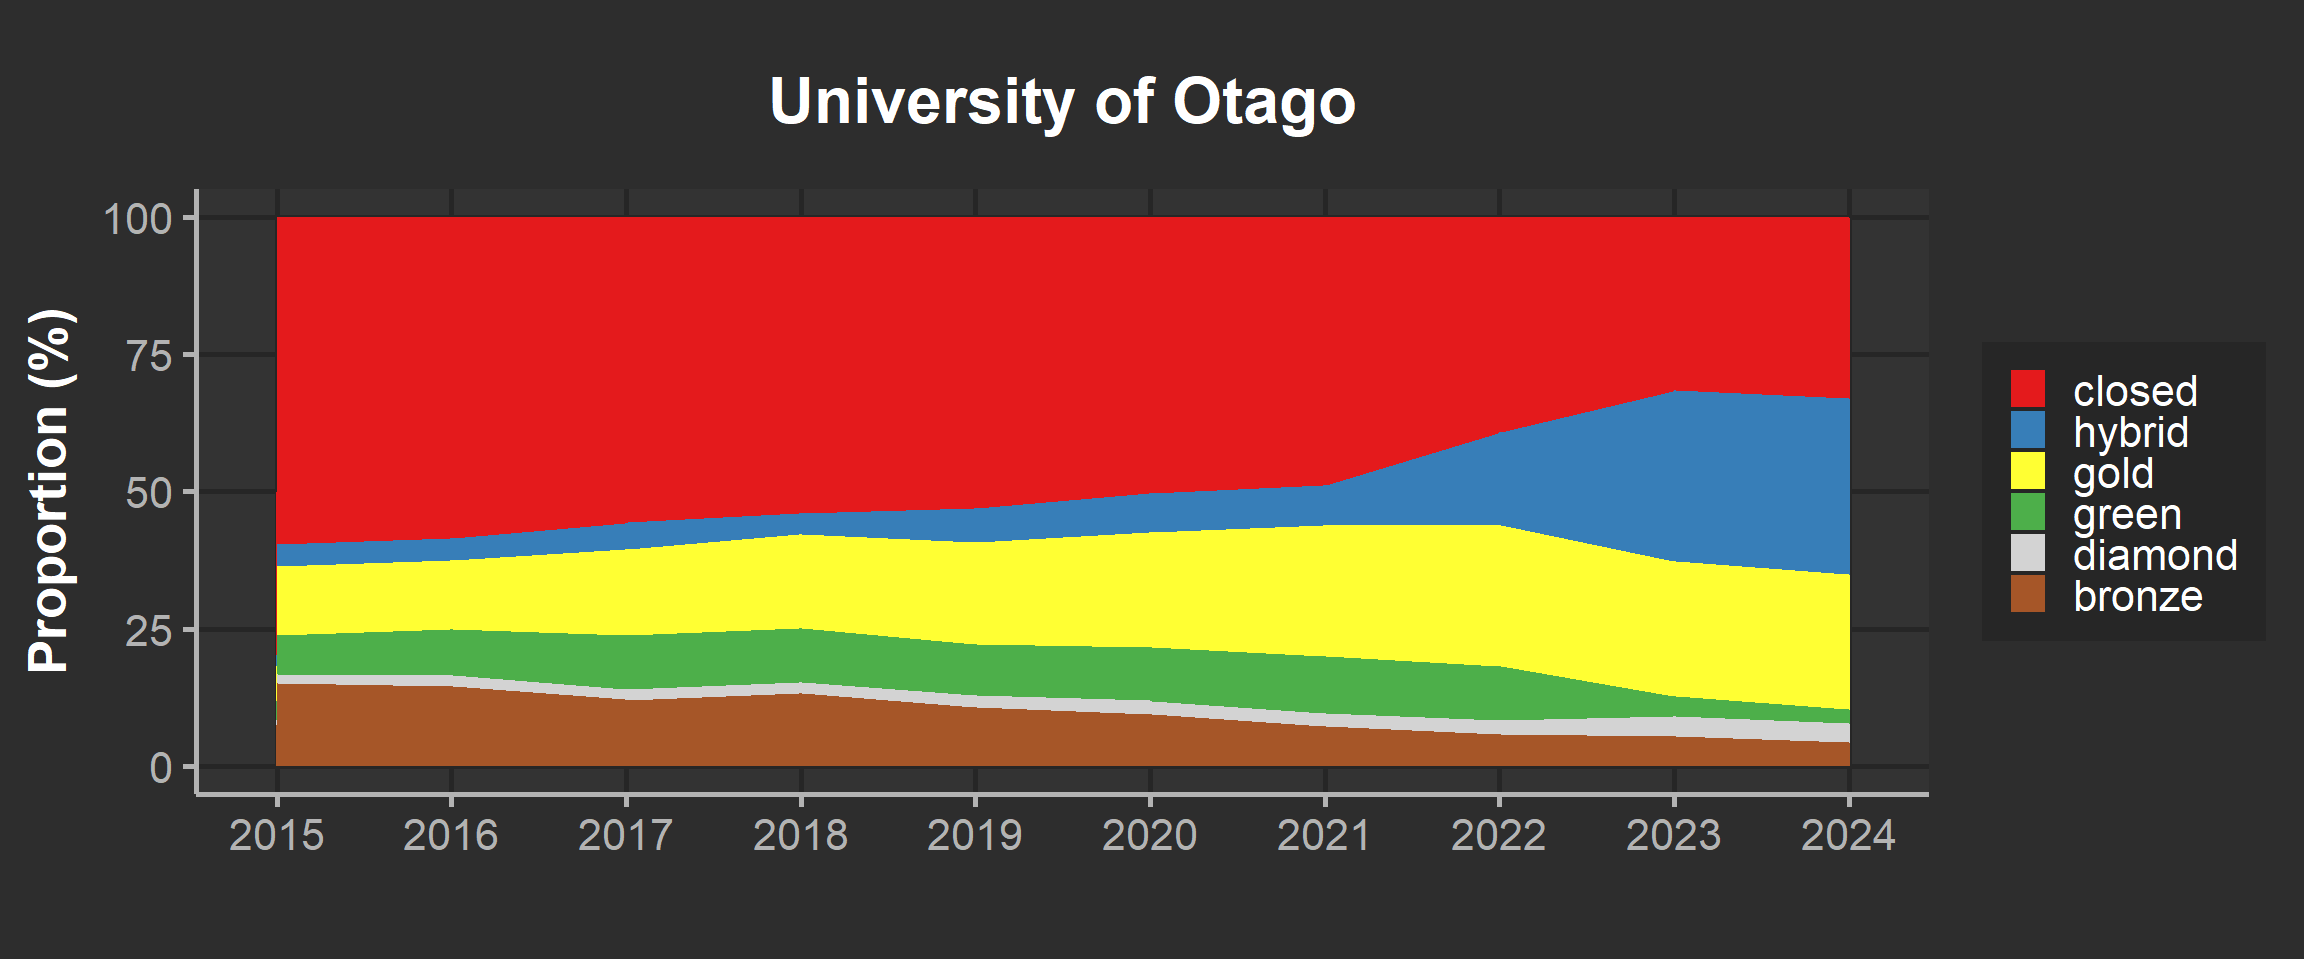 University of Otago
Proportion (%)
100
75
50
25
0
2015 2016 2017 2018 2019 2020 2021 2022 2023 2024
closed
hybrid
gold
green
diamond
bronze